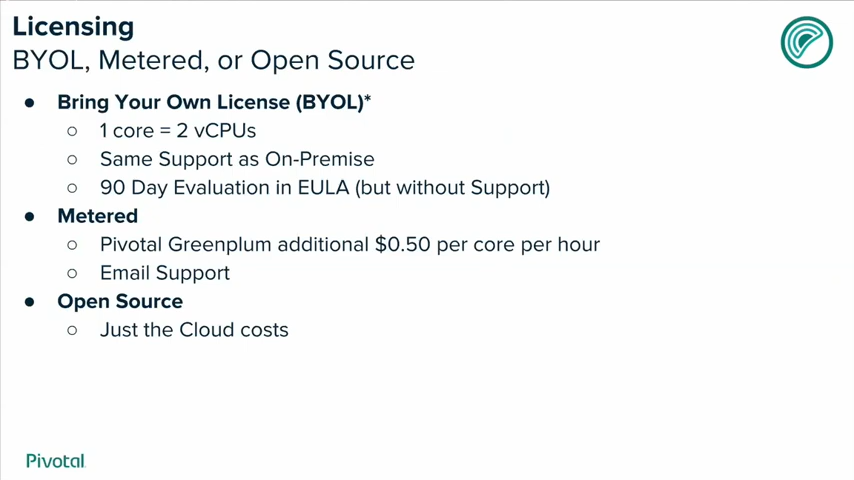 Licensing
BYOL, Metered, or Open Source
● Bring Your Own License (BYOL)*
○ 1 core = 2 vCPUs
○ Same Support as On-Premise
○ 90 Day Evaluation in EULA (but without Support)
● Metered
○ Pivotal Greenplum additional $0.50 per core per hour
○ Email Support
● Open Source
○ Just the Cloud costs
Pivotal